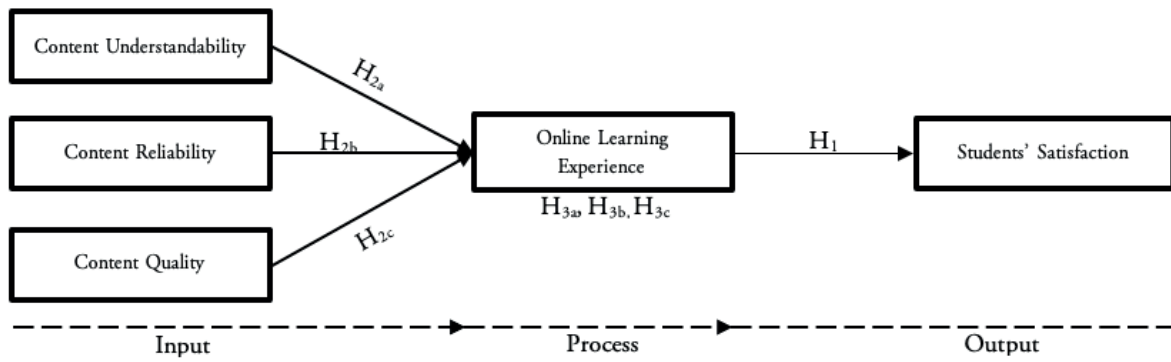 Content Understandability
H2a
Content Reliability
H2b
Online Learning
Experience
H1
Students' Satisfaction
H3a, H3b, H3c
H2c
Content Quality
Input
Process
Output